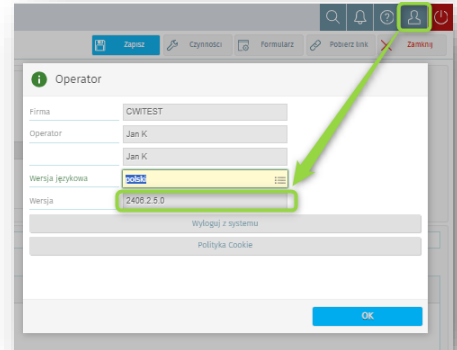 Zapisz Czynności Formularz Pobierz link Zamknij
Operator
Firma CWITEST
Operator Jan K
Jan K
Wersja językowa polski
Wersja 2408.2.5.0
Wyloguj z systemu
Polityka Cookie
OK